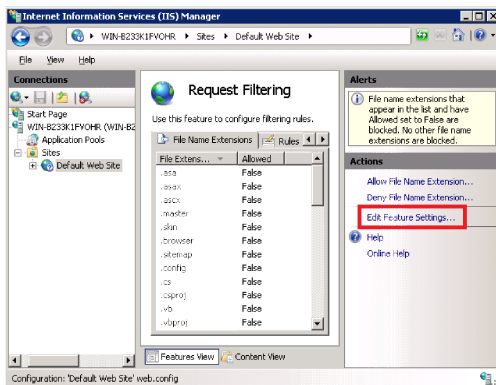 Internet Information Services (IIS) Manager
WIN-B233K1FVOHR ▸ Sites ▸ Default Web Site ▸
File View Help
Connections
Start Page
WIN-B233K1FVOHR (WIN-B2
Application Pools
Sites
Default Web Site
Request Filtering
Use this feature to configure filtering rules.
File Name Extensions Rules
File Extens... Allowed
.asa False
.asax False
.ascx False
.master False
.skin False
.browser False
.sitemap False
.config False
.cs False
.csproj False
.vb False
.vbproj False
Features View Content View
Alerts
File name extensions that
appear in the list and have
Allowed set to False are
blocked. No other file name
extensions are blocked.
Actions
Allow File Name Extension...
Deny File Name Extension...
Edit Feature Settings...
Help
Online Help
Configuration: 'Default Web Site' web.config